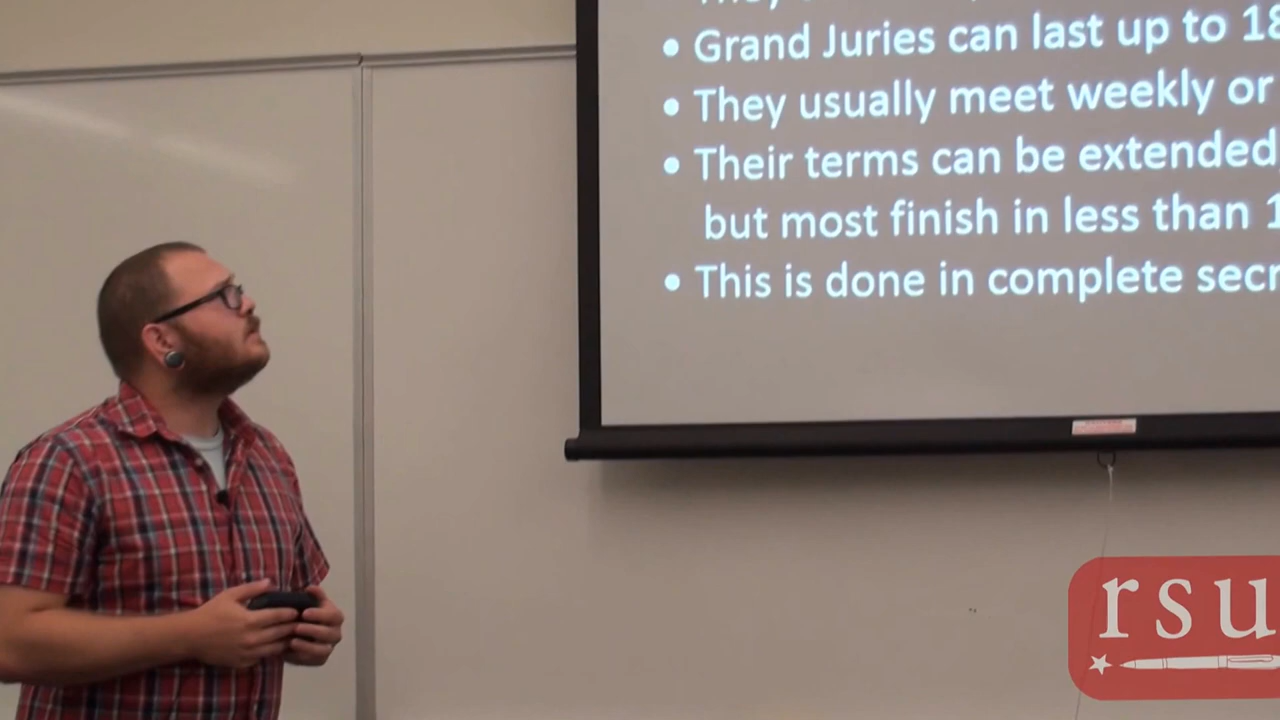 They
• Grand Juries can last up to 18
• They usually meet weekly or
• Their terms can be extended,
but most finish in less than 1
• This is done in complete secr
rsu